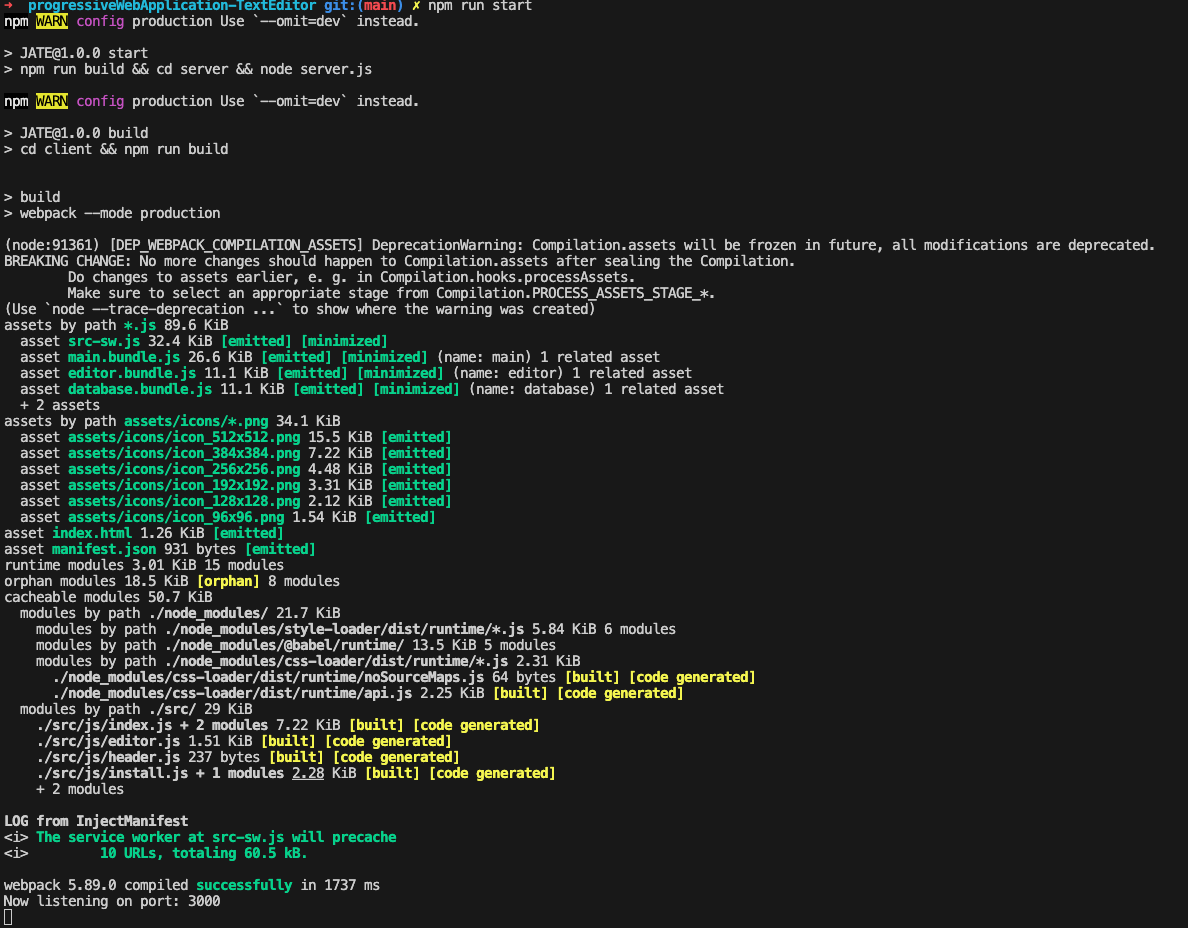 → progressiveWebApplication-TextEditor git:(main) ✗ npm run start
npm WARN config production Use `--omit=dev` instead.
> JATE@1.0.0 start
> npm run build && cd server && node server.js
npm WARN config production Use `--omit=dev` instead.
> JATE@1.0.0 build
> cd client && npm run build
> build
> webpack --mode production
(node:91361) [DEP_WEBPACK_COMPILATION_ASSETS] DeprecationWarning: Compilation.assets will be frozen in future, all modifications are deprecated.
BREAKING CHANGE: No more changes should happen to Compilation.assets after sealing the Compilation.
Do changes to assets earlier, e. g. in Compilation.hooks.processAssets.
Make sure to select an appropriate stage from Compilation.PROCESS_ASSETS_STAGE_*.
(Use `node --trace-deprecation ...` to show where the warning was created)
assets by path *.js 89.6 KiB
asset src-sw.js 32.4 KiB [emitted] [minimized]
asset main.bundle.js 26.6 KiB [emitted] [minimized] (name: main) 1 related asset
asset editor.bundle.js 11.1 KiB [emitted] [minimized] (name: editor) 1 related asset
asset database.bundle.js 11.1 KiB [emitted] [minimized] (name: database) 1 related asset
+ 2 assets
assets by path assets/icons/*.png 34.1 KiB
asset assets/icons/icon_512x512.png 15.5 KiB [emitted]
asset assets/icons/icon_384x384.png 7.22 KiB [emitted]
asset assets/icons/icon_256x256.png 4.48 KiB [emitted]
asset assets/icons/icon_192x192.png 3.31 KiB [emitted]
asset assets/icons/icon_128x128.png 2.12 KiB [emitted]
asset assets/icons/icon_96x96.png 1.54 KiB [emitted]
asset index.html 1.26 KiB [emitted]
asset manifest.json 931 bytes [emitted]
runtime modules 3.01 KiB 15 modules
orphan modules 18.5 KiB [orphan] 8 modules
cacheable modules 50.7 KiB
modules by path ./node_modules/ 21.7 KiB
modules by path ./node_modules/style-loader/dist/runtime/*.js 5.84 KiB 6 modules
modules by path ./node_modules/@babel/runtime/ 13.5 KiB 5 modules
modules by path ./node_modules/css-loader/dist/runtime/*.js 2.31 KiB
./node_modules/css-loader/dist/runtime/noSourceMaps.js 64 bytes [built] [code generated]
./node_modules/css-loader/dist/runtime/api.js 2.25 KiB [built] [code generated]
modules by path ./src/ 29 KiB
./src/js/index.js + 2 modules 7.22 KiB [built] [code generated]
./src/js/editor.js 1.51 KiB [built] [code generated]
./src/js/header.js 237 bytes [built] [code generated]
./src/js/install.js + 1 modules 2.28 KiB [built] [code generated]
+ 2 modules
LOG from InjectManifest
<i> The service worker at src-sw.js will precache
<i> 10 URLs, totaling 60.5 kB.
webpack 5.89.0 compiled successfully in 1737 ms
Now listening on port: 3000